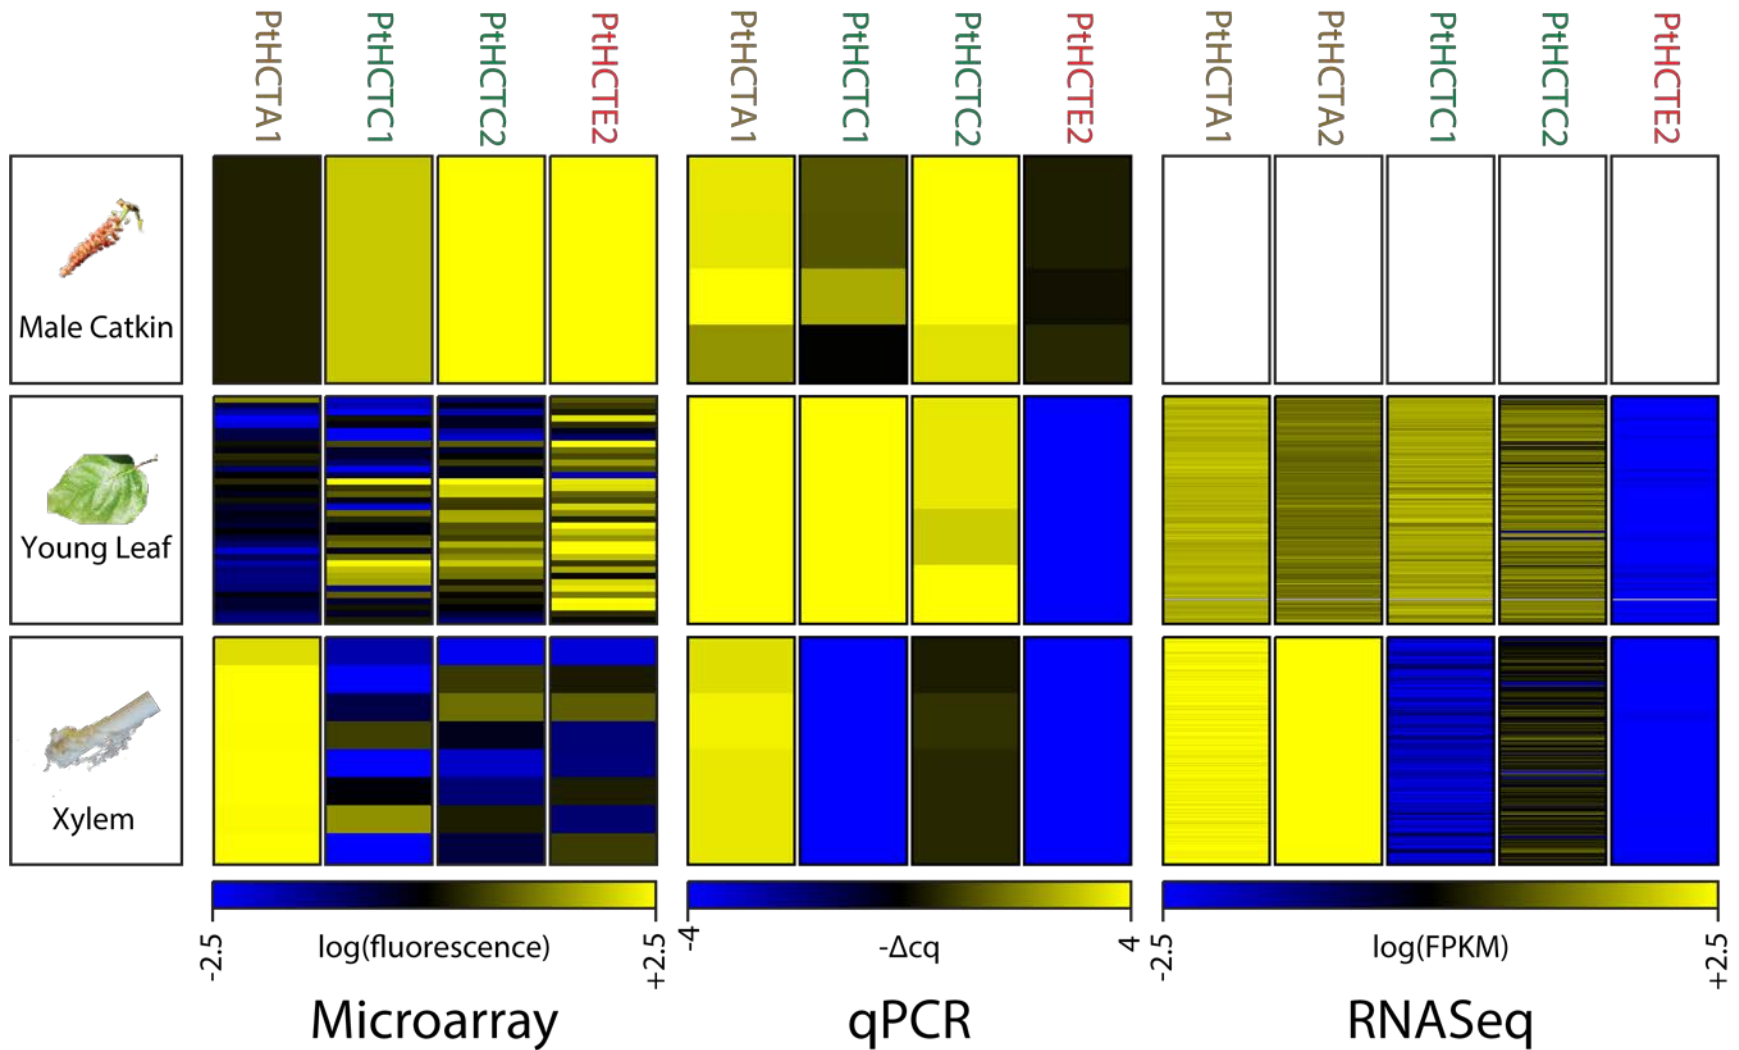 PtHCTA1
PtHCTC1
PtHCTC2
PtHCTE2
PtHCTA1
PtHCTC1
PtHCTC2
PtHCTE2
PtHCTA1
PtHCTA2
PtHCTC1
PtHCTC2
PtHCTE2
Male Catkin
Young Leaf
Xylem
-2.5
log(fluorescence)
+2.5
-4
-Δcq
4
-2.5
log(FPKM)
+2.5
Microarray
qPCR
RNASeq